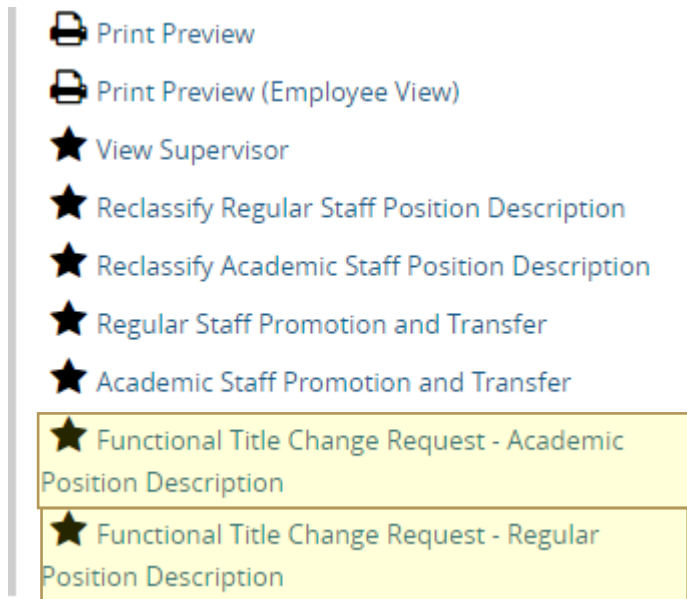 Print Preview
Print Preview (Employee View)
View Supervisor
Reclassify Regular Staff Position Description
Reclassify Academic Staff Position Description
Regular Staff Promotion and Transfer
Academic Staff Promotion and Transfer
Functional Title Change Request - Academic
Position Description
Functional Title Change Request - Regular
Position Description